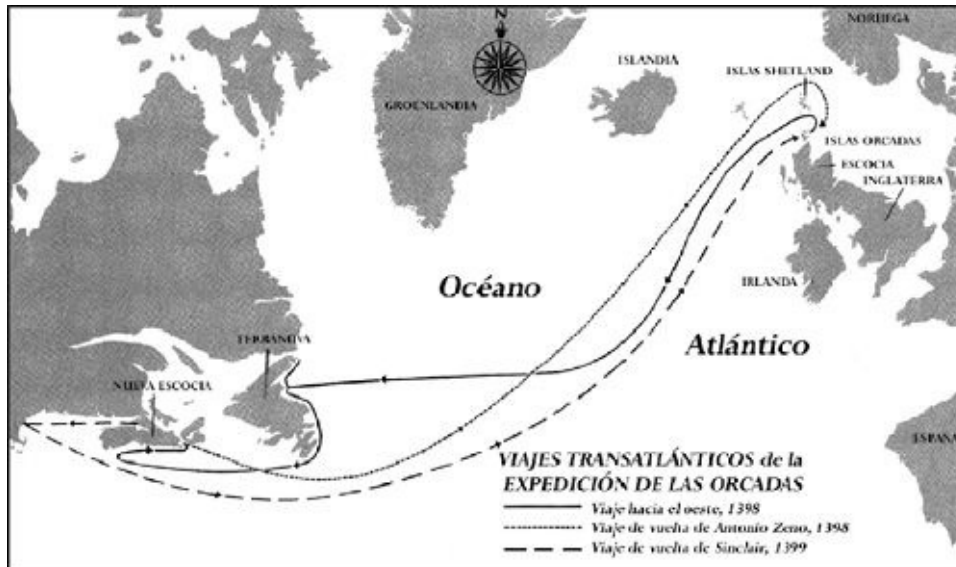 NORUEGA
ISLANDIA
ISLAS SHETLAND
GROENLANDIA
ISLAS ORCADAS
ESCOCIA
INGLATERRA
IRLANDA
Océano
Atlántico
TERRANOVA
NUEVA ESCOCIA
ESPAÑA
VIAJES TRANSATLÁNTICOS de la
EXPEDICIÓN DE LAS ORCADAS
Viaje hacia el oeste, 1398
Viaje de vuelta de Antonio Zeno, 1398
Viaje de vuelta de Sinclair, 1399
N